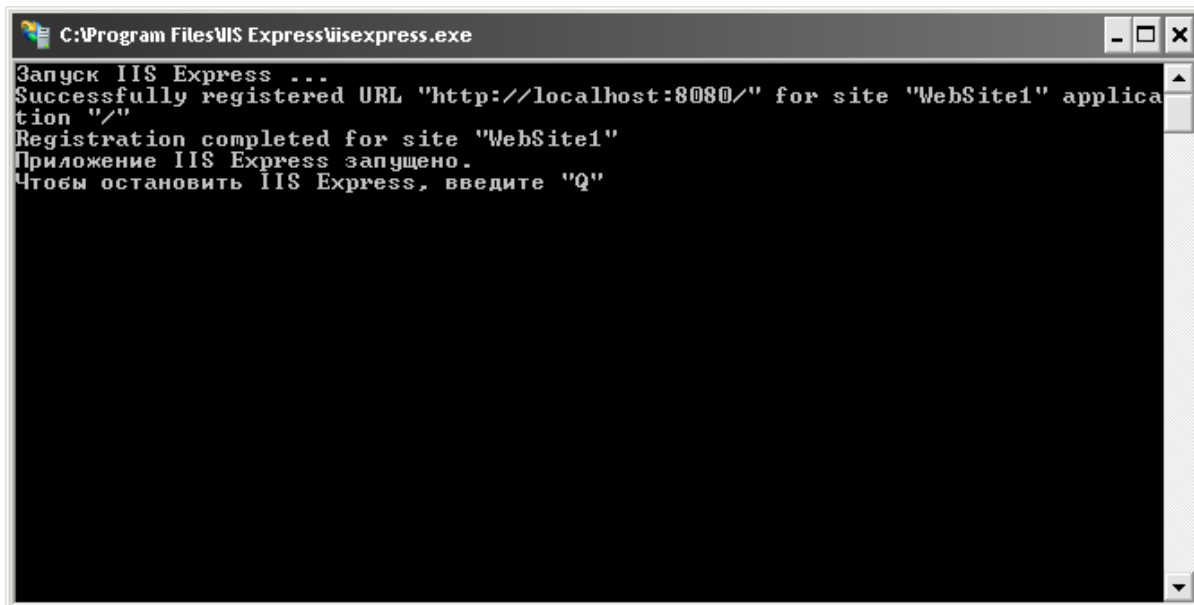 C:\Program Files\IIS Express\iisexpress.exe
Запуск IIS Express ...
Successfully registered URL "http://localhost:8080/" for site "WebSite1" applica
tion "/"
Registration completed for site "WebSite1"
Приложение IIS Express запущено.
Чтобы остановить IIS Express, введите "Q"